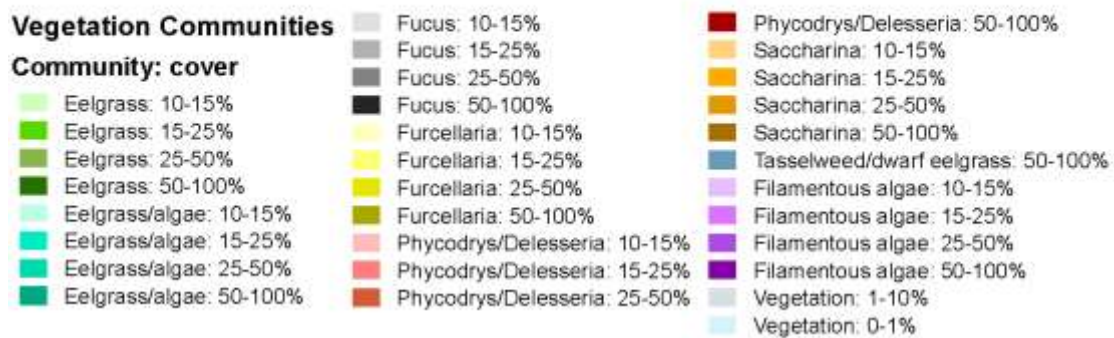 Vegetation Communities
Community: cover
Eelgrass: 10-15%
Eelgrass: 15-25%
Eelgrass: 25-50%
Eelgrass: 50-100%
Eelgrass/algae: 10-15%
Eelgrass/algae: 15-25%
Eelgrass/algae: 25-50%
Eelgrass/algae: 50-100%
Fucus: 10-15%
Fucus: 15-25%
Fucus: 25-50%
Fucus: 50-100%
Furcellaria: 10-15%
Furcellaria: 15-25%
Furcellaria: 25-50%
Furcellaria: 50-100%
Phycodrys/Delesseria: 10-15%
Phycodrys/Delesseria: 15-25%
Phycodrys/Delesseria: 25-50%
Phycodrys/Delesseria: 50-100%
Saccharina: 10-15%
Saccharina: 15-25%
Saccharina: 25-50%
Saccharina: 50-100%
Tasselweed/dwarf eelgrass: 50-100%
Filamentous algae: 10-15%
Filamentous algae: 15-25%
Filamentous algae: 25-50%
Filamentous algae: 50-100%
Vegetation: 1-10%
Vegetation: 0-1%